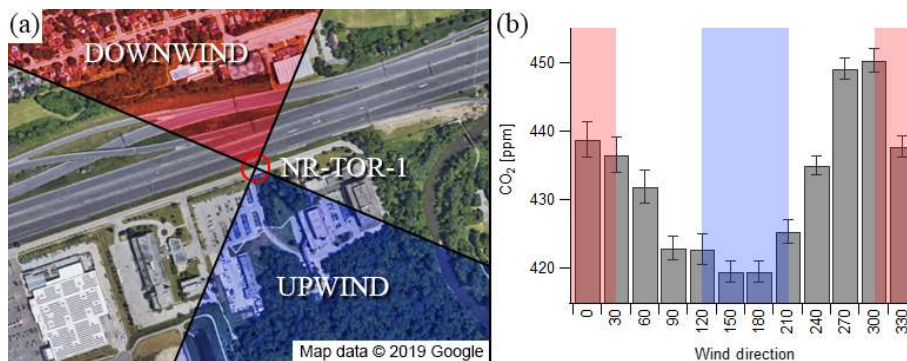 (a)
DOWNWIND
NR-TOR-1
UPWIND
Map data © 2019 Google
(b)
CO₂ [ppm]
450
440
430
420
0 30 60 90 120 150 180 210 240 270 300 330
Wind direction